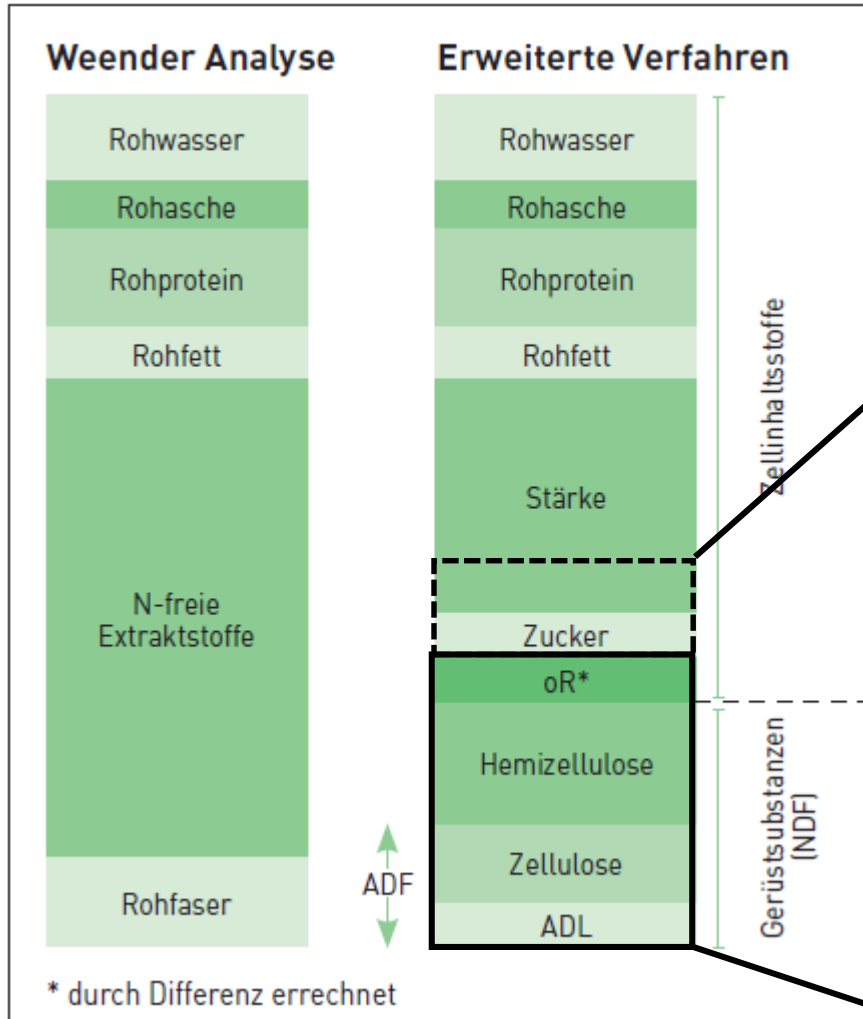 Weender Analyse
Rohwasser
Rohasche
Rohprotein
Rohfett
N-freie
Extraktstoffe
Rohfaser
Erweiterte Verfahren
Rohwasser
Rohasche
Rohprotein
Rohfett
Stärke
Zucker
oR*
Hemizellulose
Zellulose
ADL
ADF
Zellinhaltsstoffe
Gerüstsubstanzen
(NDF)
* durch Differenz errechnet